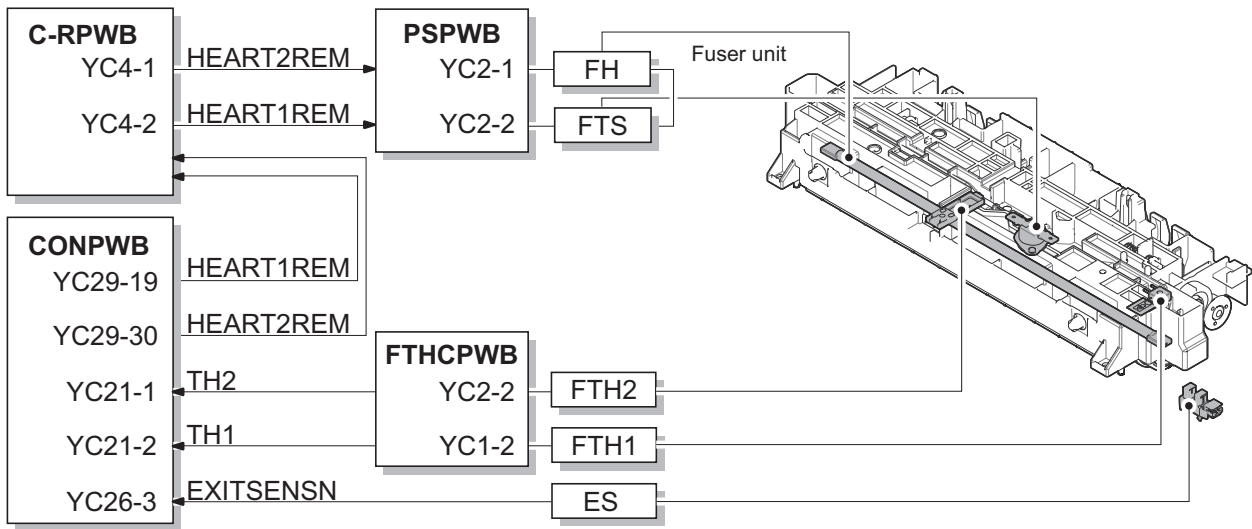 C-RPWB
YC4-1
YC4-2
HEART2REM
HEART1REM
PSPWB
YC2-1
YC2-2
FH
FTS
Fuser unit
CONPWB
YC29-19
YC29-30
YC21-1
YC21-2
YC26-3
HEART1REM
HEART2REM
TH2
TH1
EXITSENSN
FTHCPWB
YC2-2
YC1-2
FTH2
FTH1
ES